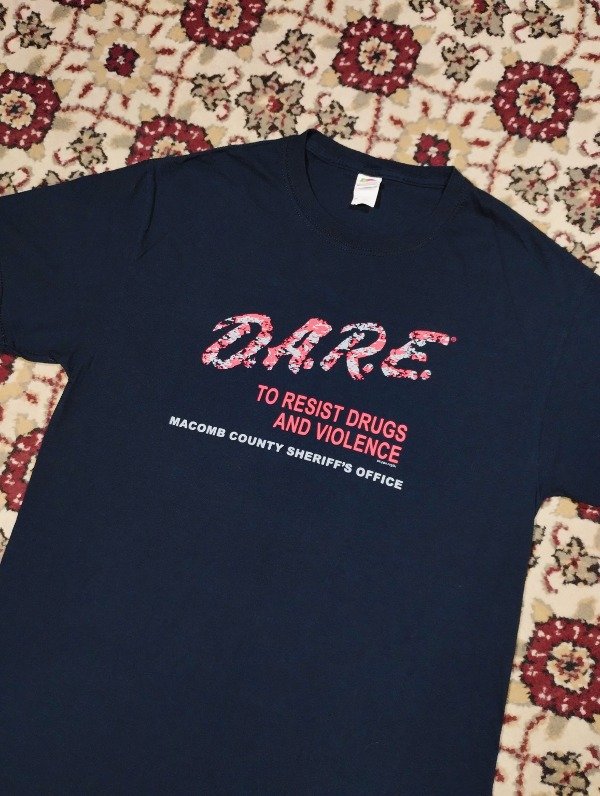 D.A.R.E.®
TO RESIST DRUGS
AND VIOLENCE
MACOMB COUNTY SHERIFF'S OFFICE